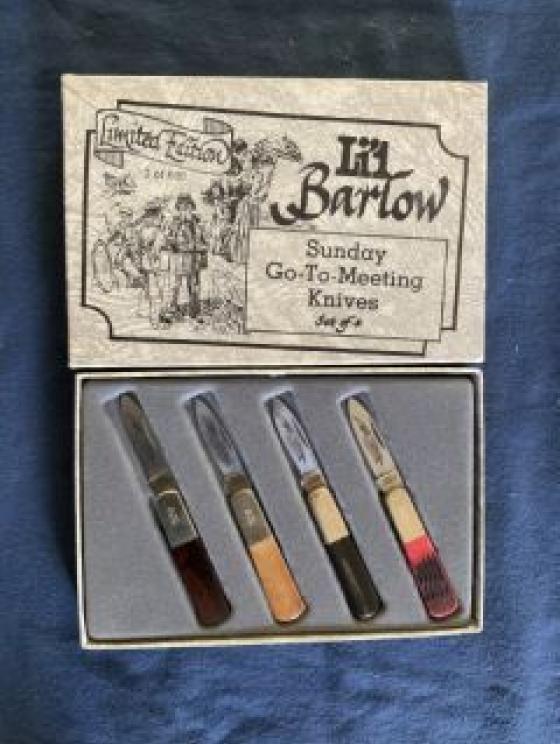 Limited Edition
Li'l
Barlow
Sunday
Go-To-Meeting
Knives
Set of 4